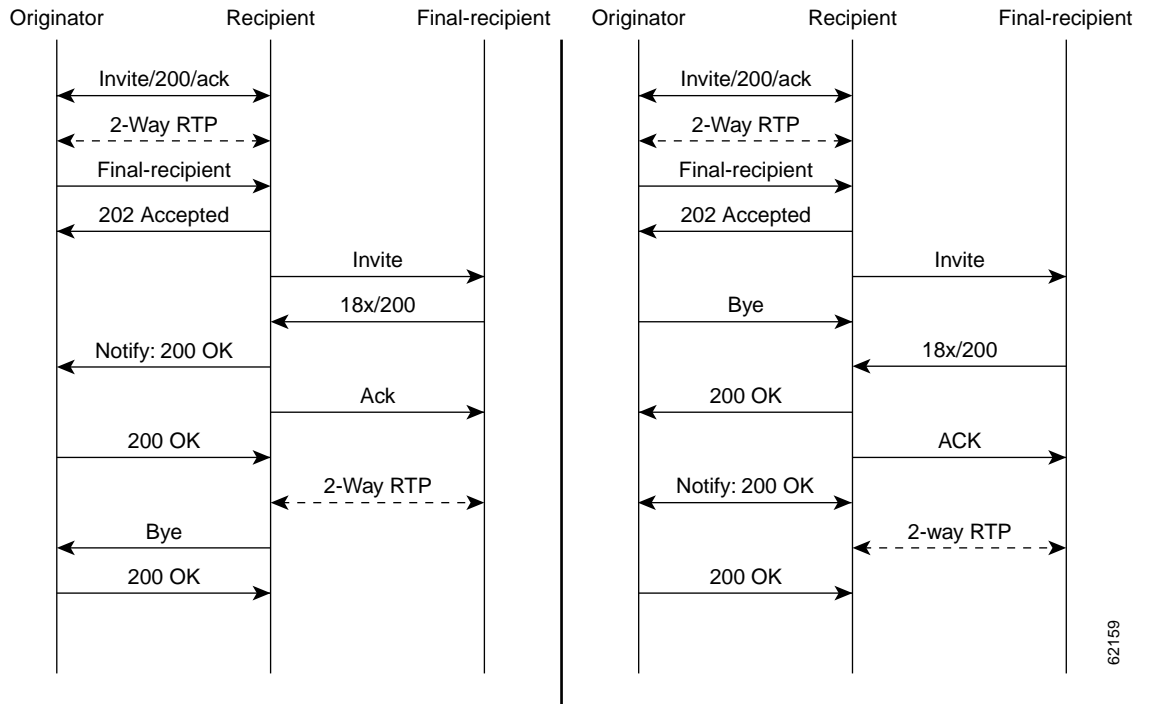 Originator
Recipient
Final-recipient
Invite/200/ack
2-Way RTP
Final-recipient
202 Accepted
Invite
18x/200
Notify: 200 OK
Ack
200 OK
2-Way RTP
Bye
200 OK
Originator
Recipient
Final-recipient
Invite/200/ack
2-Way RTP
Final-recipient
202 Accepted
Invite
Bye
18x/200
200 OK
ACK
Notify: 200 OK
2-way RTP
200 OK
62159